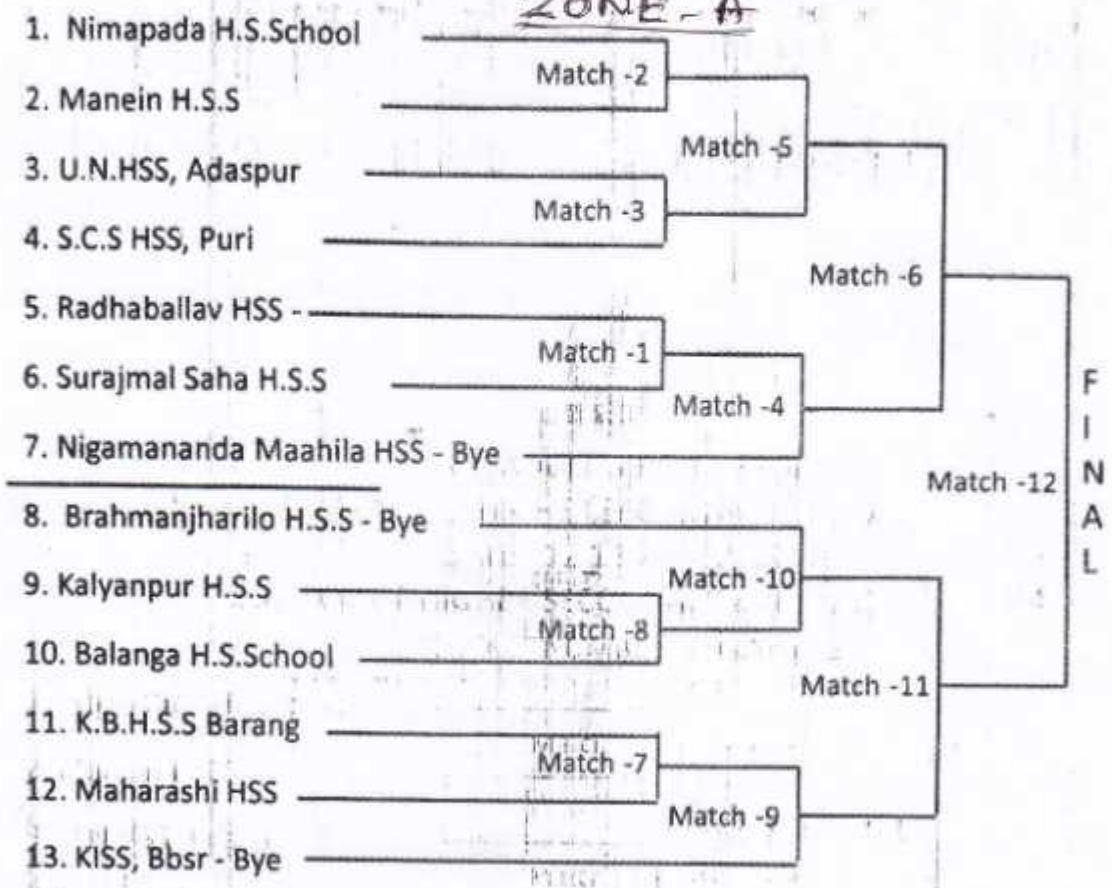 ZONE - A
1. Nimapada H.S.School
Match -2
2. Manein H.S.S
Match -5
3. U.N.HSS, Adaspur
Match -3
4. S.C.S HSS, Puri
Match -6
5. Radhaballav HSS -
Match -1
6. Surajmal Saha H.S.S
Match -4
7. Nigamananda Maahila HSS - Bye
Match -12
FINAL
8. Brahmanjharilo H.S.S - Bye
Match -10
9. Kalyanpur H.S.S
Match -8
10. Balanga H.S.School
Match -11
11. K.B.H.S.S Barang
Match -7
12. Maharashi HSS
Match -9
13. KISS, Bbsr - Bye